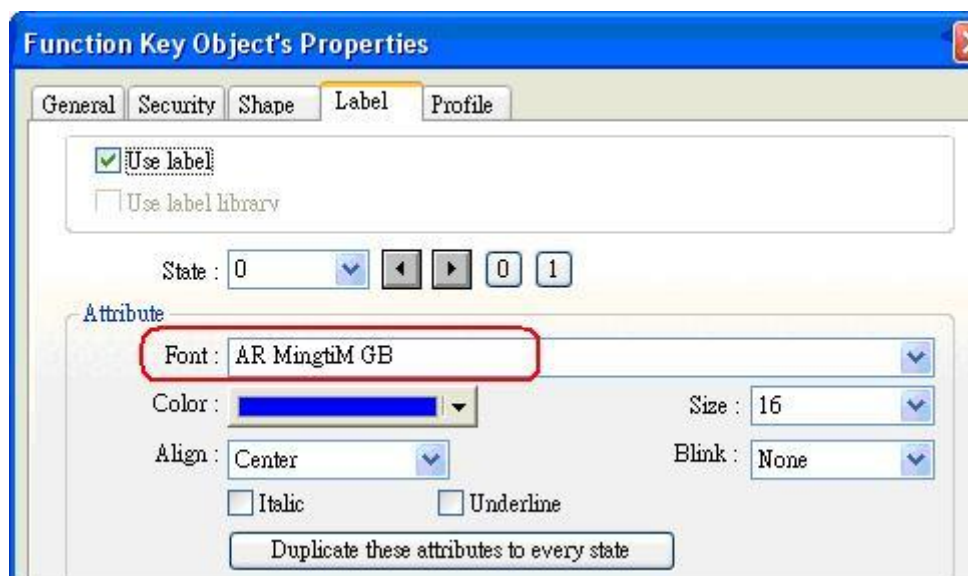 Function Key Object's Properties
General Security Shape Label Profile
Use label
Use label library
State : 0 0 1
Attribute
Font : AR MingtiM GB
Color : Size : 16
Align : Center Blink : None
Italic Underline
Duplicate these attributes to every state